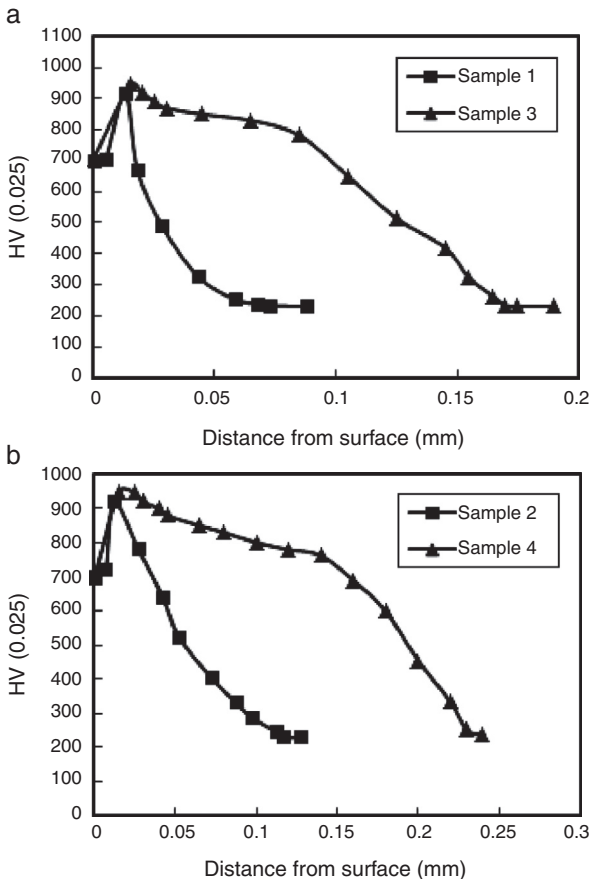 a
1100
1000
900
800
700
600
500
400
300
200
100
0
HV (0.025)
Sample 1
Sample 3
0 0.05 0.1 0.15 0.2
Distance from surface (mm)
b
1000
900
800
700
600
500
400
300
200
100
0
HV (0.025)
Sample 2
Sample 4
0 0.05 0.1 0.15 0.2 0.25 0.3
Distance from surface (mm)